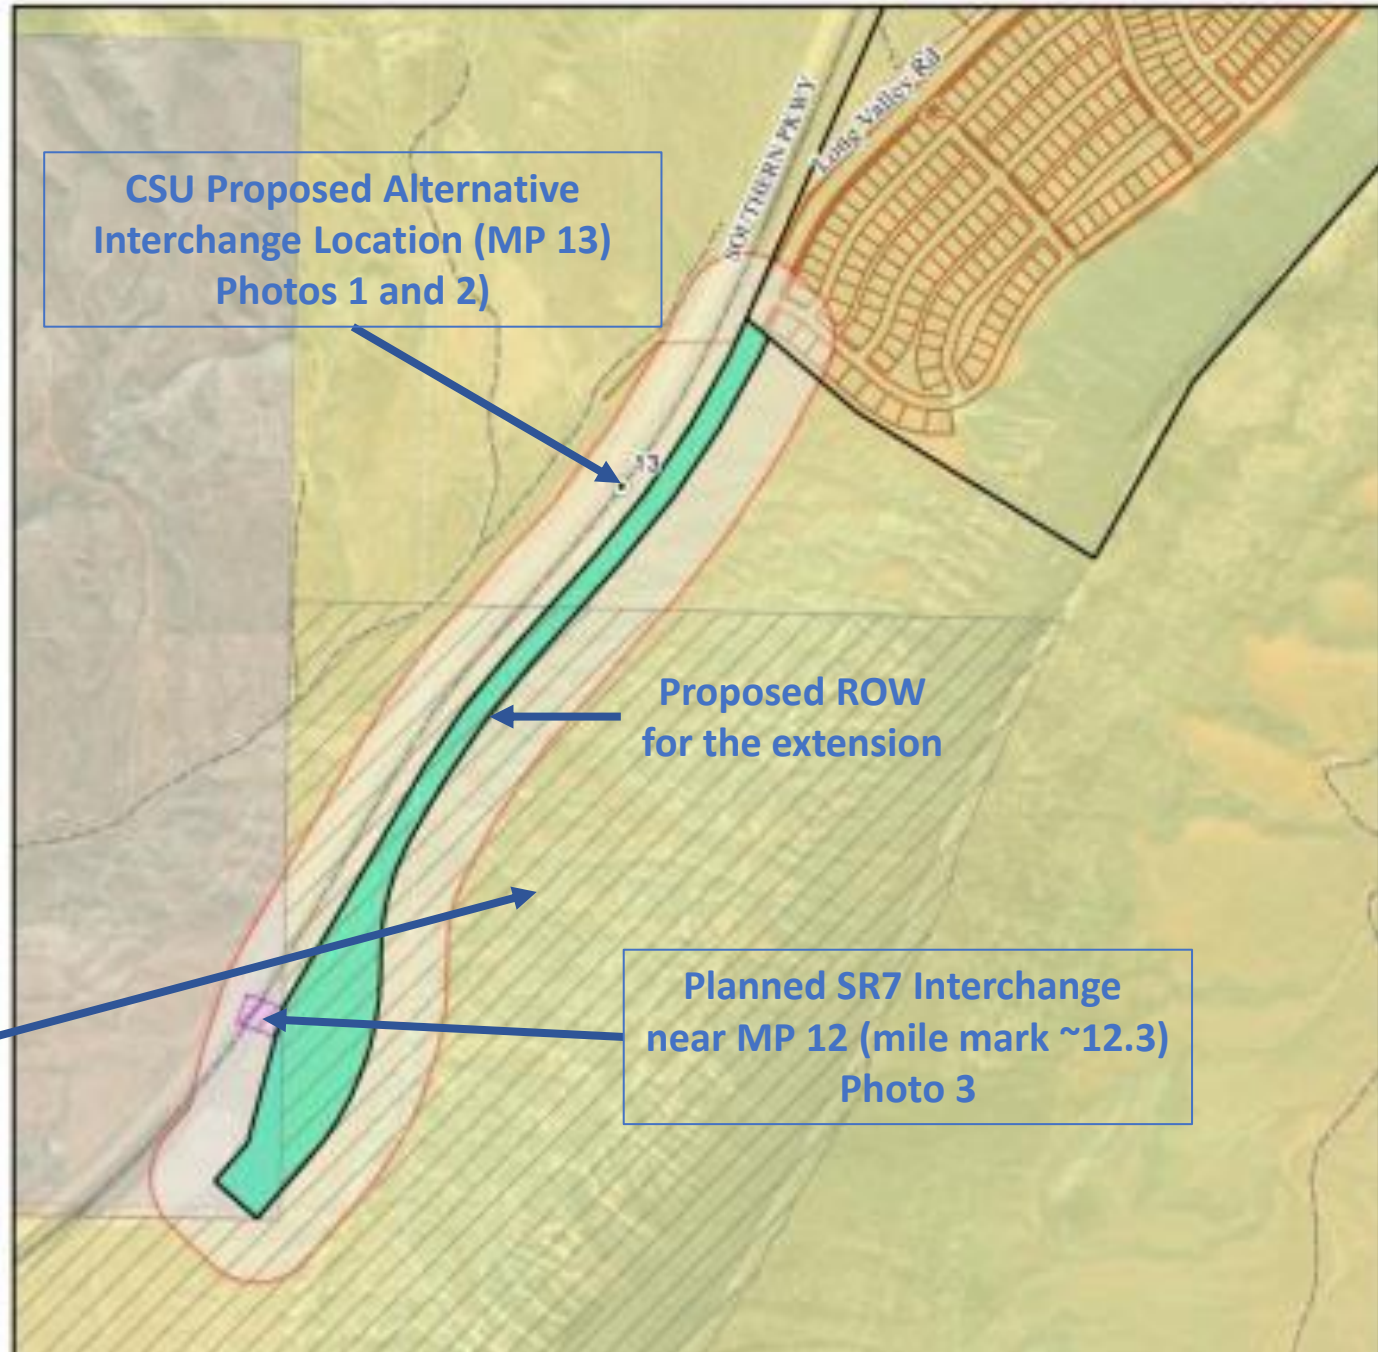 SOUTHERN PKWY
Long Valley Rd
CSU Proposed Alternative
Interchange Location (MP 13)
Photos 1 and 2)
13
Proposed ROW
for the extension
Planned SR7 Interchange
near MP 12 (mile mark ~12.3)
Photo 3